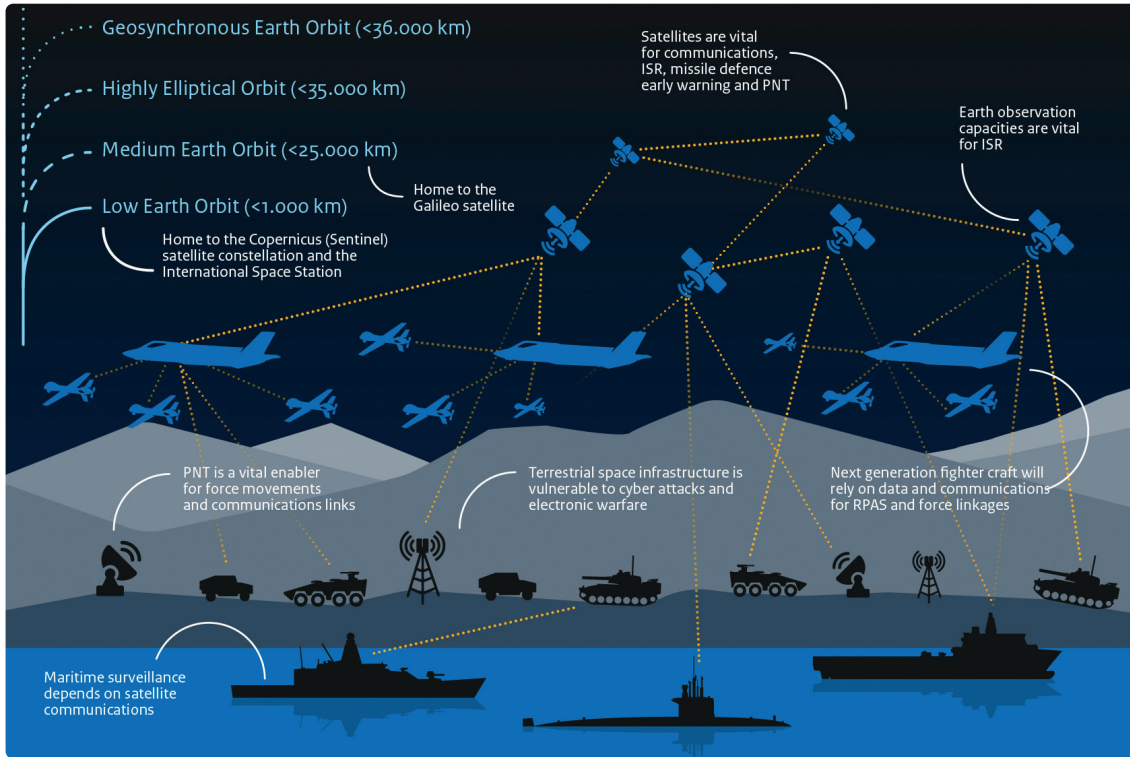 Geosynchronous Earth Orbit (<36.000 km)
Highly Elliptical Orbit (<35.000 km)
Medium Earth Orbit (<25.000 km)
Home to the
Galileo satellite
Low Earth Orbit (<1.000 km)
Home to the Copernicus (Sentinel)
satellite constellation and the
International Space Station
Satellites are vital
for communications,
ISR, missile defence
early warning and PNT
Earth observation
capacities are vital
for ISR
PNT is a vital enabler
for force movements
and communications links
Terrestrial space infrastructure is
vulnerable to cyber attacks and
electronic warfare
Next generation fighter craft will
rely on data and communications
for RPAS and force linkages
Maritime surveillance
depends on satellite
communications